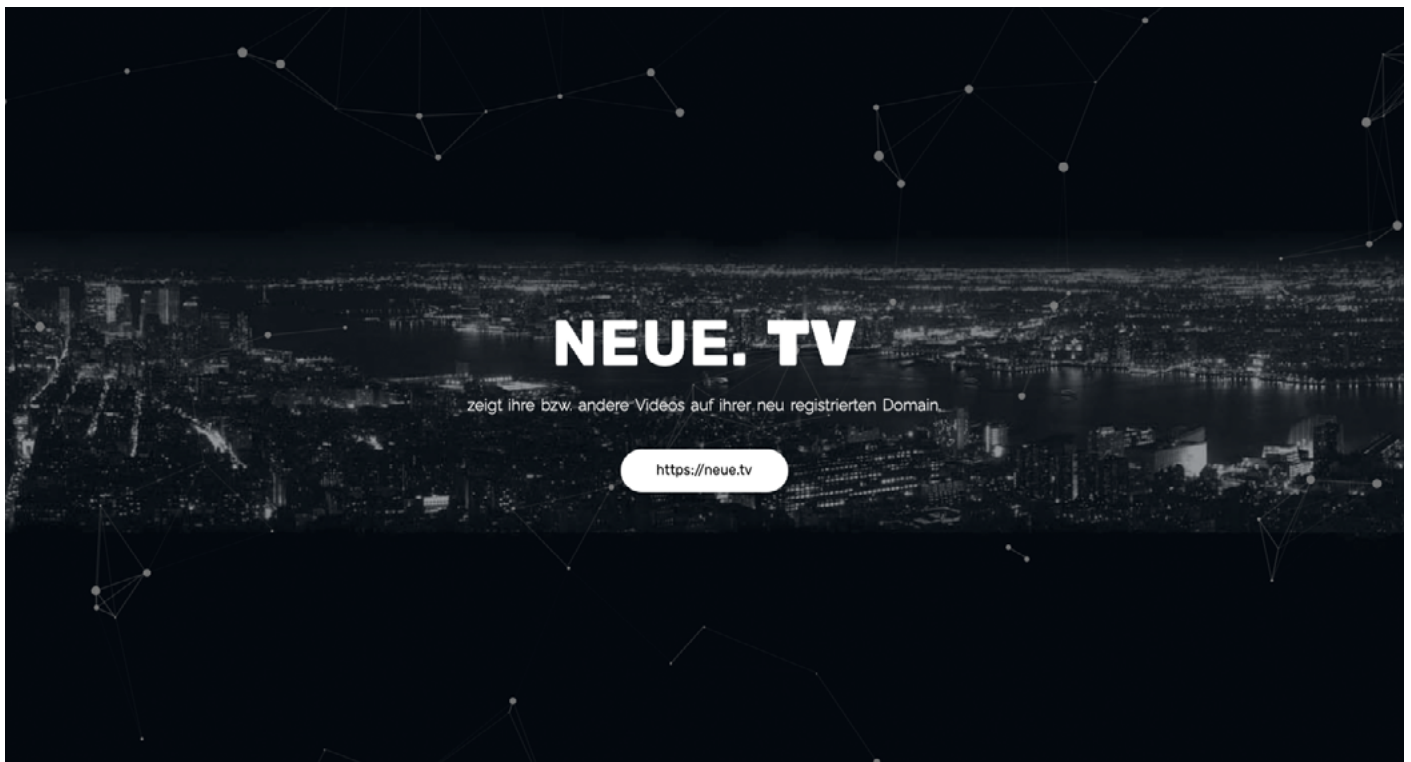 NEUE. TV
zeigt ihre bzw. andere Videos auf ihrer neu registrierten Domain.
https://neue.tv